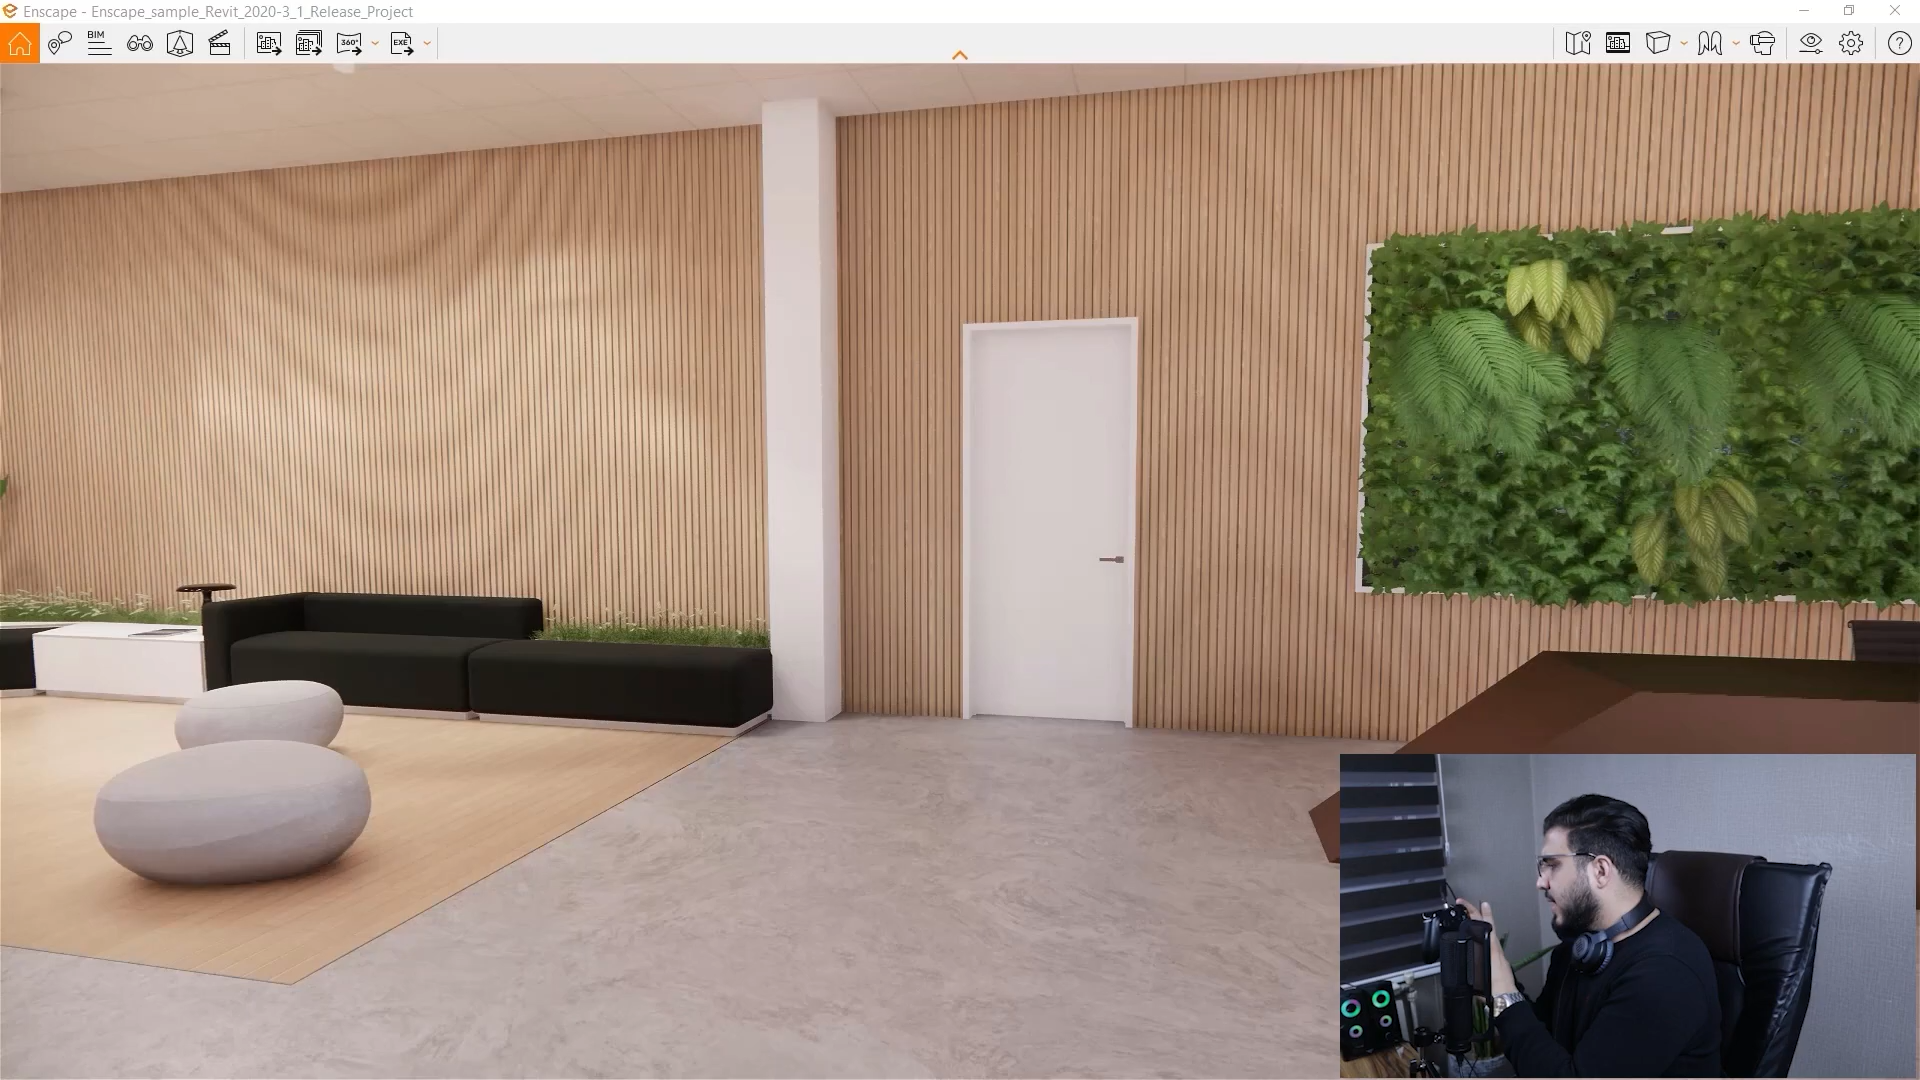 Enscape - Enscape_sample_Revit_2020-3_1_Release_Project
BIM
360°
EXE
?